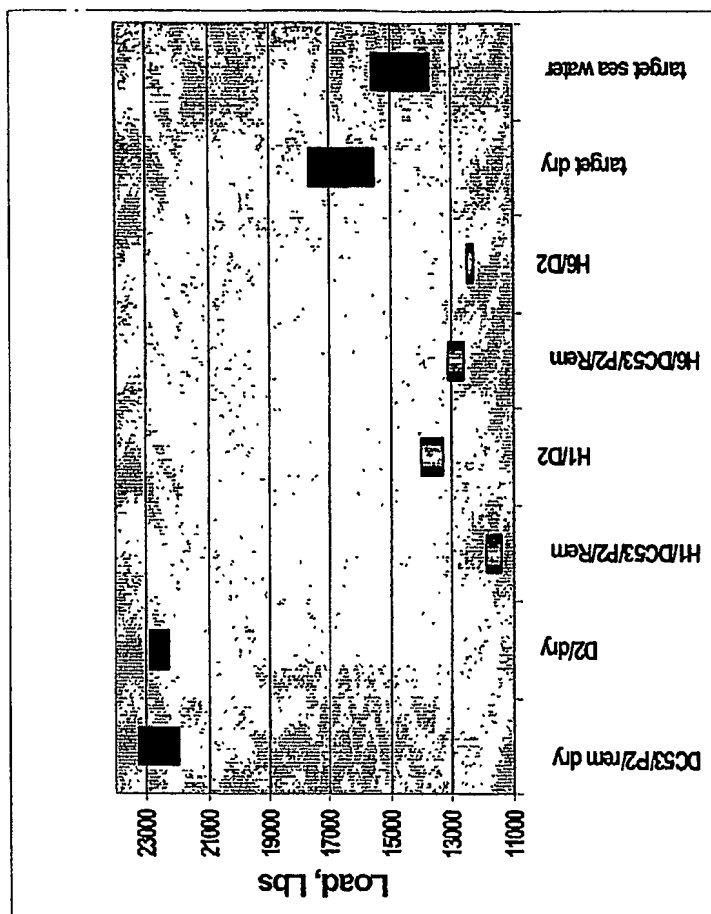 target sea water
target dry
H6/D2
H6/DC53/P2/Rem
H1/D2
H1/DC53/P2/Rem
D2/dry
DC53/P2/rem dry
23000
21000
19000
17000
15000
13000
11000
Load, Lbs